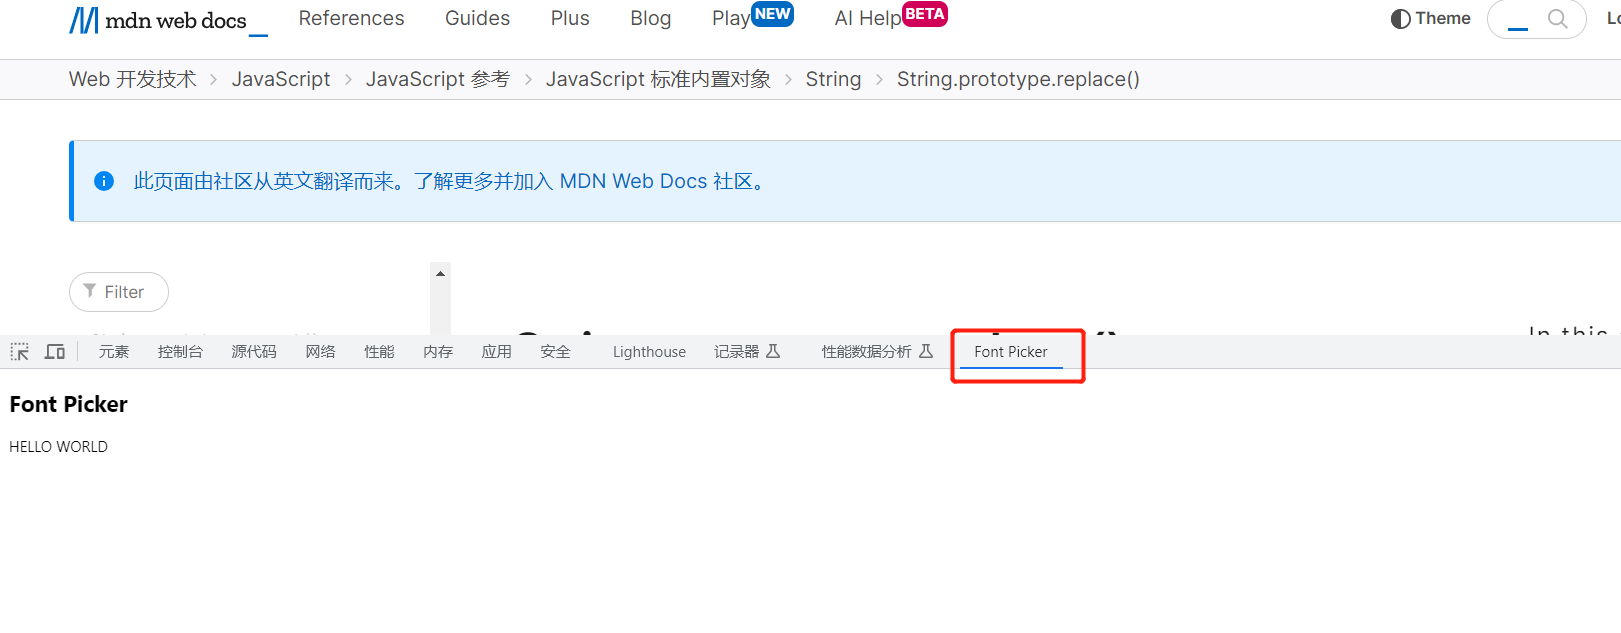 mdn web docs_ References Guides Plus Blog Play NEW AI Help BETA Theme
Web 开发技术 > JavaScript > JavaScript 参考 > JavaScript 标准内置对象 > String > String.prototype.replace()
此页面由社区从英文翻译而来。了解更多并加入 MDN Web Docs 社区。
Filter
In this
元素 控制台 源代码 网络 性能 内存 应用 安全 Lighthouse 记录器 性能数据分析 Font Picker
Font Picker
HELLO WORLD